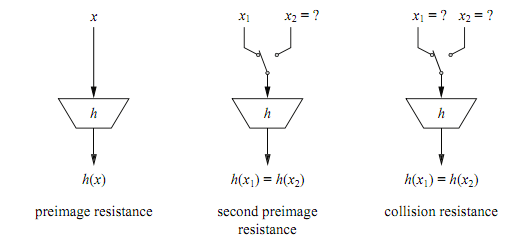 x
h
h(x)
preimage resistance
x₁ x₂ = ?
h
h(x₁) = h(x₂)
second preimage
resistance
x₁ = ? x₂ = ?
h
h(x₁) = h(x₂)
collision resistance